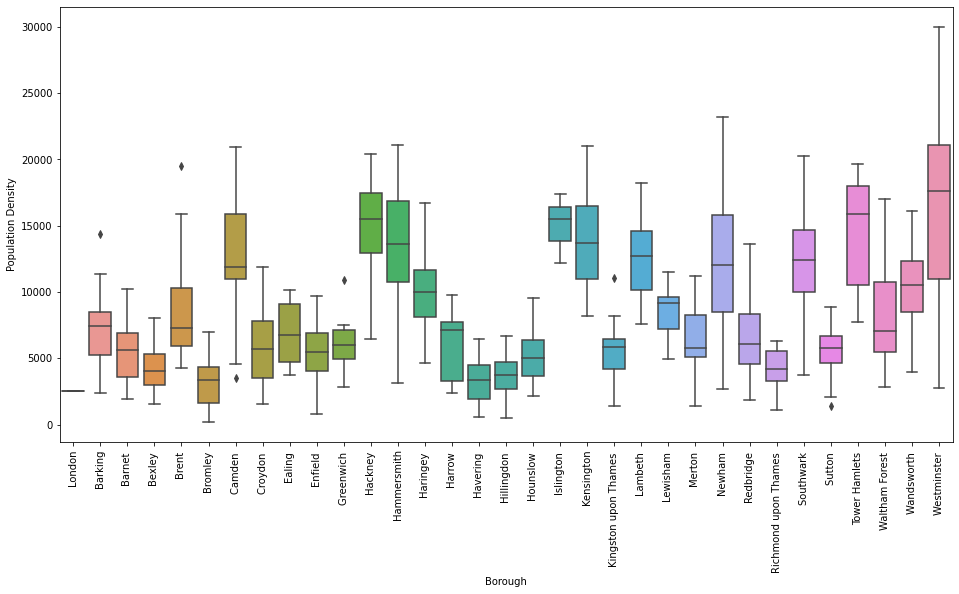 Population Density
30000
25000
20000
15000
10000
5000
0
London
Barking
Barnet
Bexley
Brent
Bromley
Camden
Croydon
Ealing
Enfield
Greenwich
Hackney
Hammersmith
Haringey
Harrow
Havering
Hillingdon
Hounslow
Islington
Kensington
Kingston upon Thames
Lambeth
Lewisham
Merton
Newham
Redbridge
Richmond upon Thames
Southwark
Sutton
Tower Hamlets
Waltham Forest
Wandsworth
Westminster
Borough